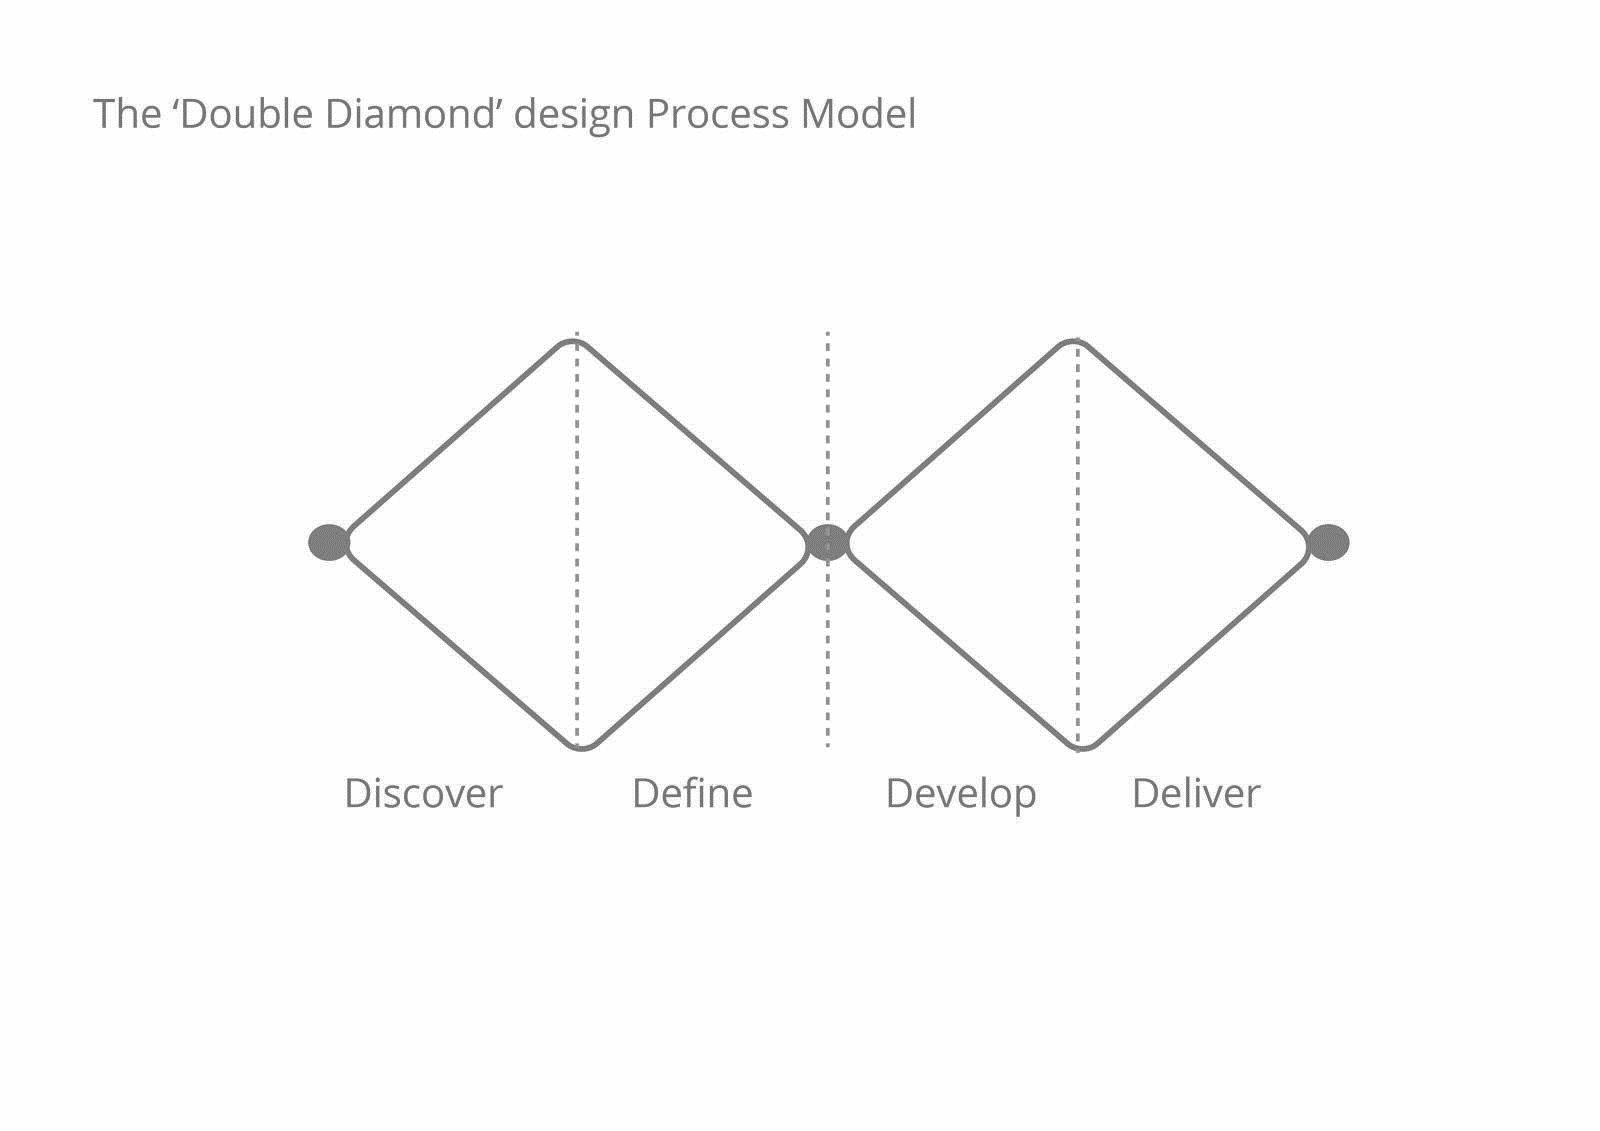 The ‘Double Diamond’ design Process Model
Discover Define Develop Deliver